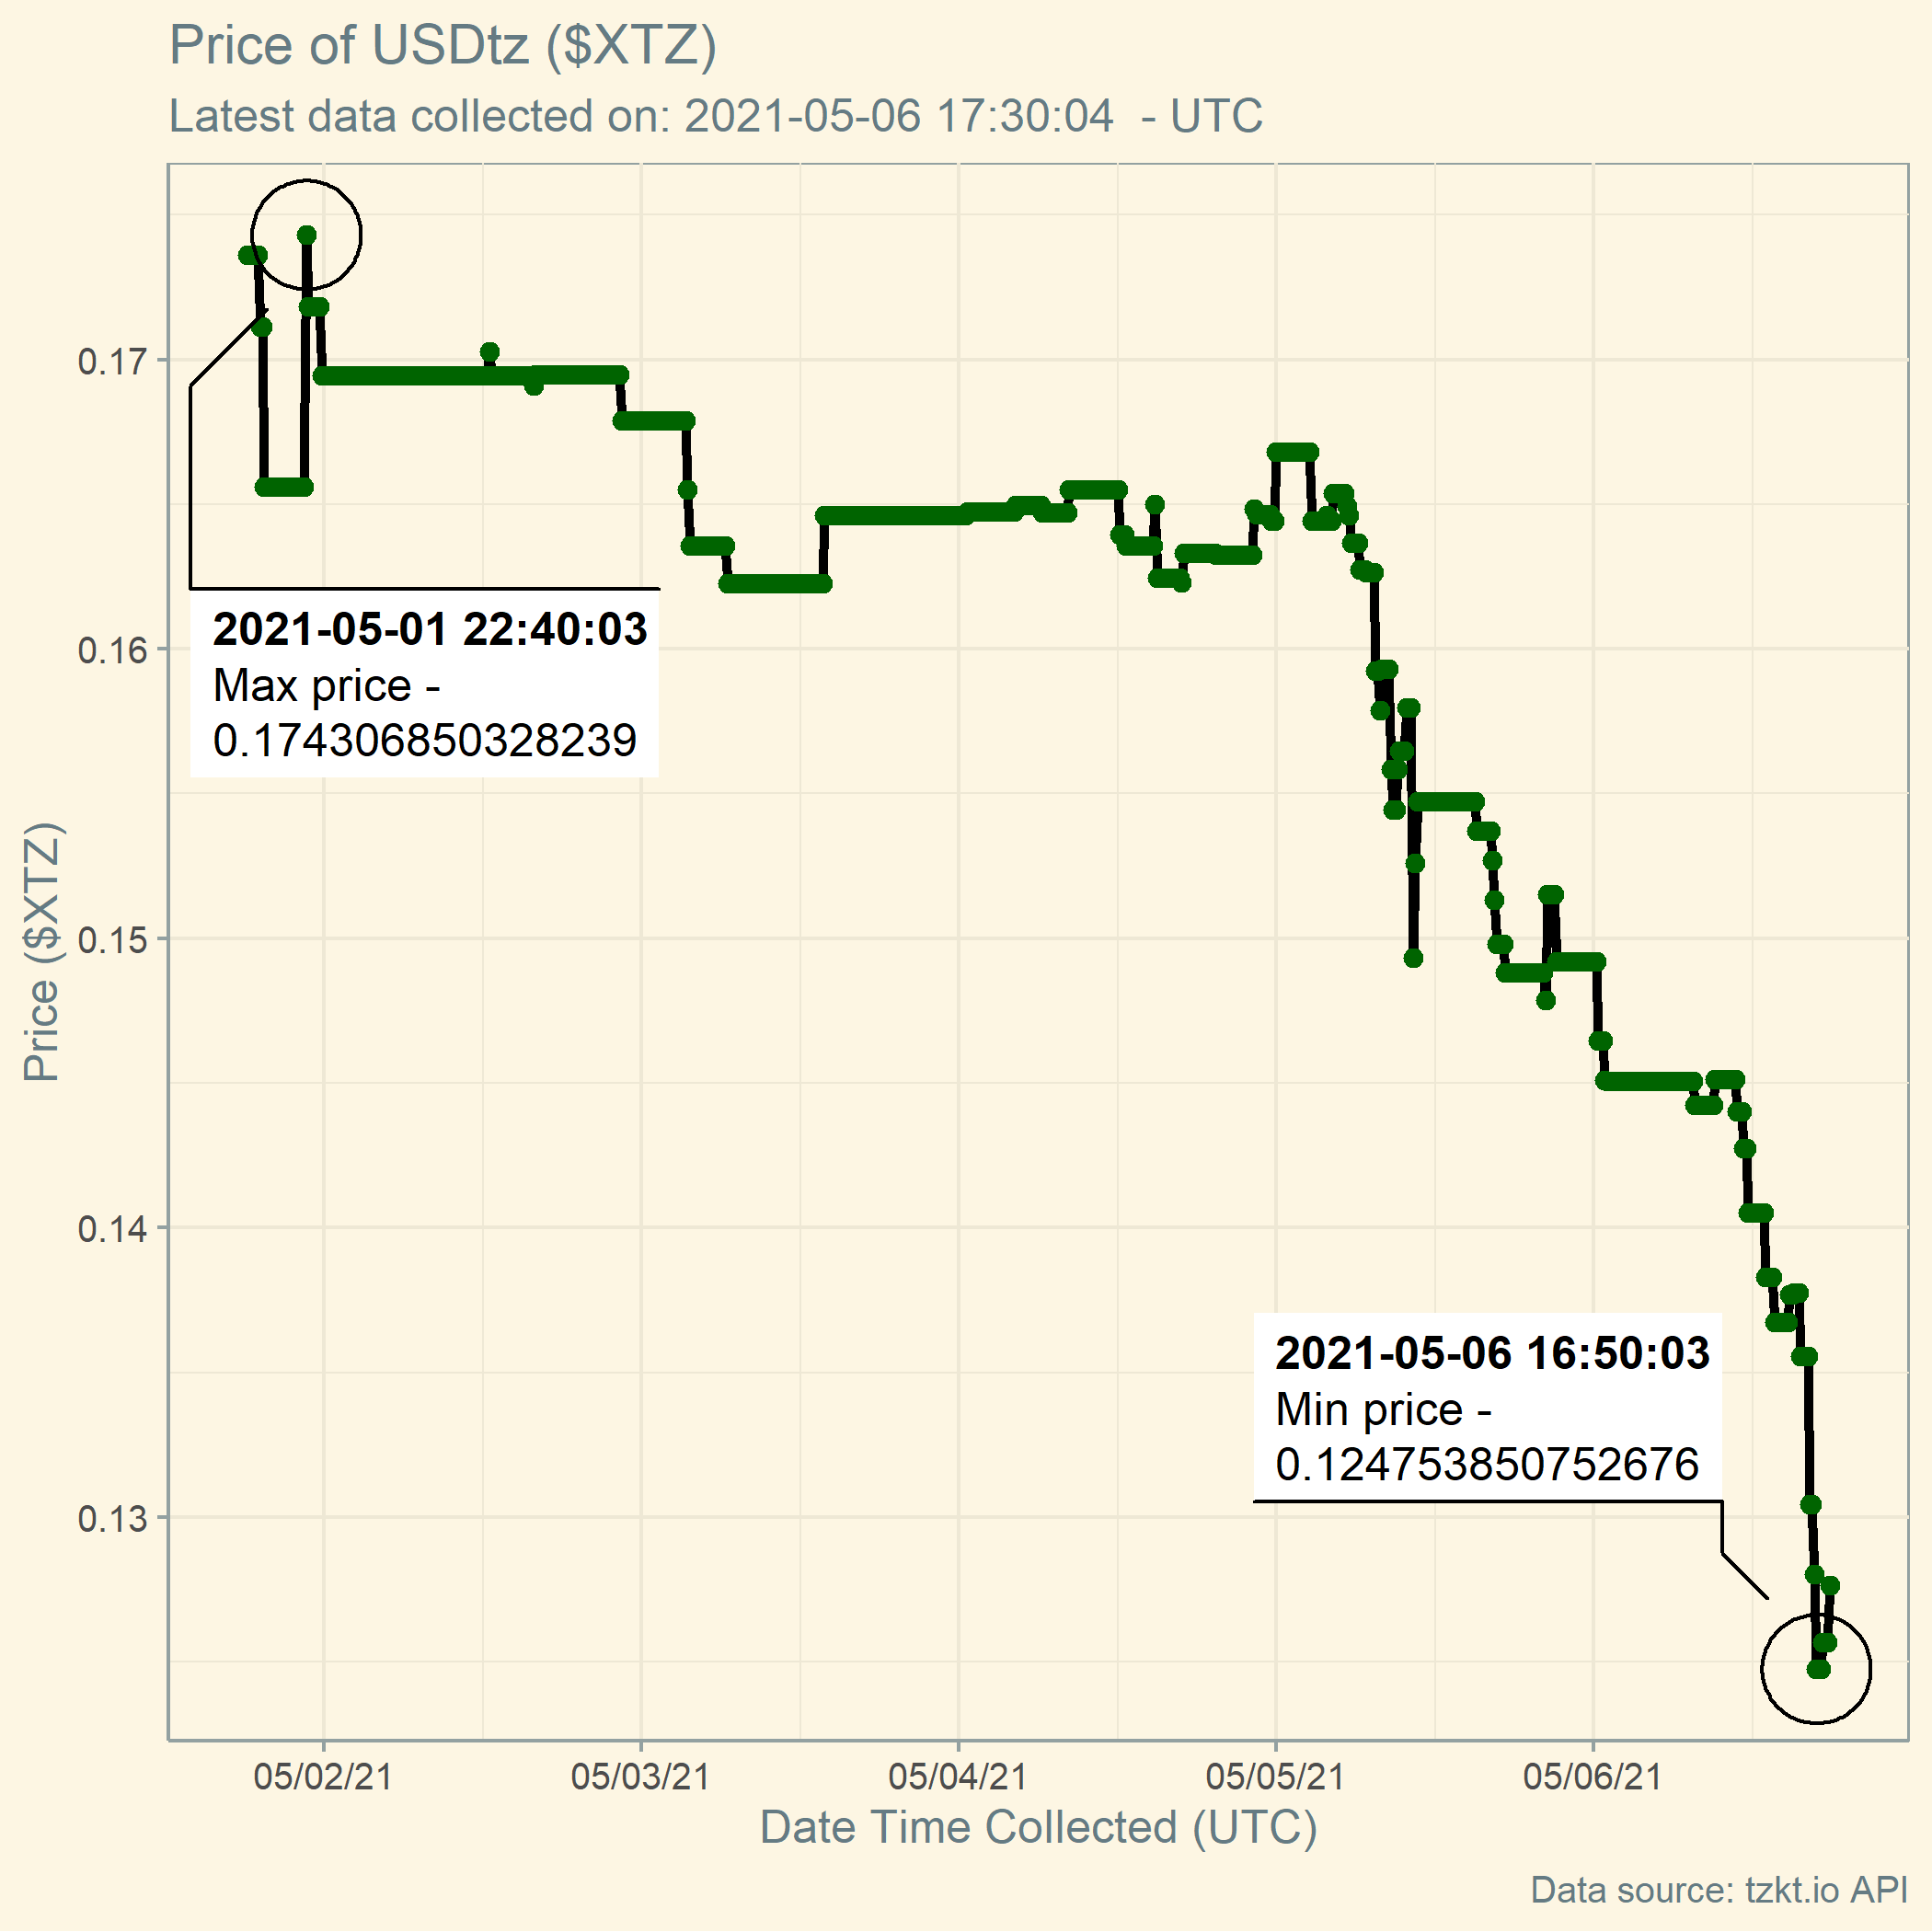 Price of USDtz ($XTZ)
Latest data collected on: 2021-05-06 17:30:04  - UTC
Price ($XTZ)
0.17
0.16
0.15
0.14
0.13
2021-05-01 22:40:03
Max price -
0.174306850328239
2021-05-06 16:50:03
Min price -
0.124753850752676
05/02/21
05/03/21
05/04/21
05/05/21
05/06/21
Date Time Collected (UTC)
Data source: tzkt.io API